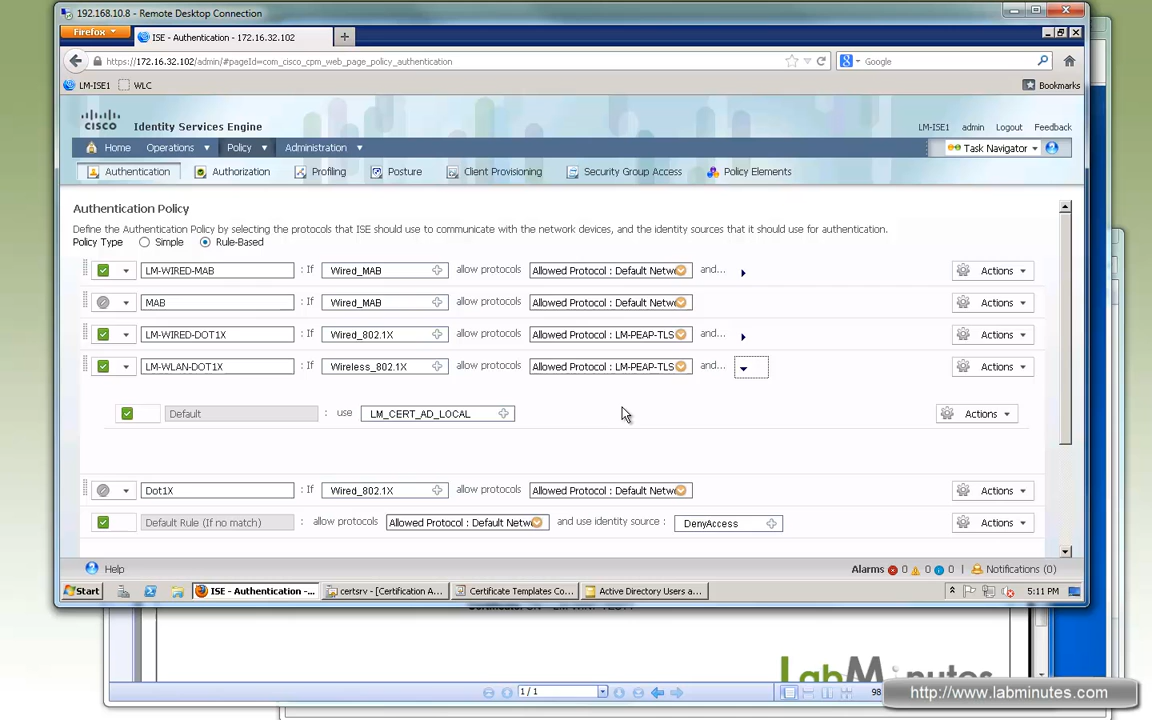 192.168.10.8 - Remote Desktop Connection
Firefox
ISE - Authentication - 172.16.32.102
https://172.16.32.102/admin/#pageId=com_cisco_cpm_web_page_policy_authentication
Google
LM-ISE1 WLC Bookmarks
CISCO Identity Services Engine
LM-ISE1 admin Logout Feedback
Home Operations Policy Administration Task Navigator
Authentication Authorization Profiling Posture Client Provisioning Security Group Access Policy Elements
Authentication Policy
Define the Authentication Policy by selecting the protocols that ISE should use to communicate with the network devices, and the identity sources that it should use for authentication.
Policy Type Simple Rule-Based
LM-WIRED-MAB : If Wired_MAB allow protocols Allowed Protocol : Default Netw and... Actions
MAB : If Wired_MAB allow protocols Allowed Protocol : Default Netw Actions
LM-WIRED-DOT1X : If Wired_802.1X allow protocols Allowed Protocol : LM-PEAP-TLS and... Actions
LM-WLAN-DOT1X : If Wireless_802.1X allow protocols Allowed Protocol : LM-PEAP-TLS and... Actions
Default : use LM_CERT_AD_LOCAL Actions
Dot1X : If Wired_802.1X allow protocols Allowed Protocol : Default Netw Actions
Default Rule (If no match) : allow protocols Allowed Protocol : Default Netw and use identity source : DenyAccess Actions
Help Alarms 0 0 0 Notifications (0)
Start ISE - Authentication -... certsrv - [Certification A... Certificate Templates Co... Active Directory Users a... 5:11 PM
LabMinutes
1 / 1 98
http://www.labminutes.com